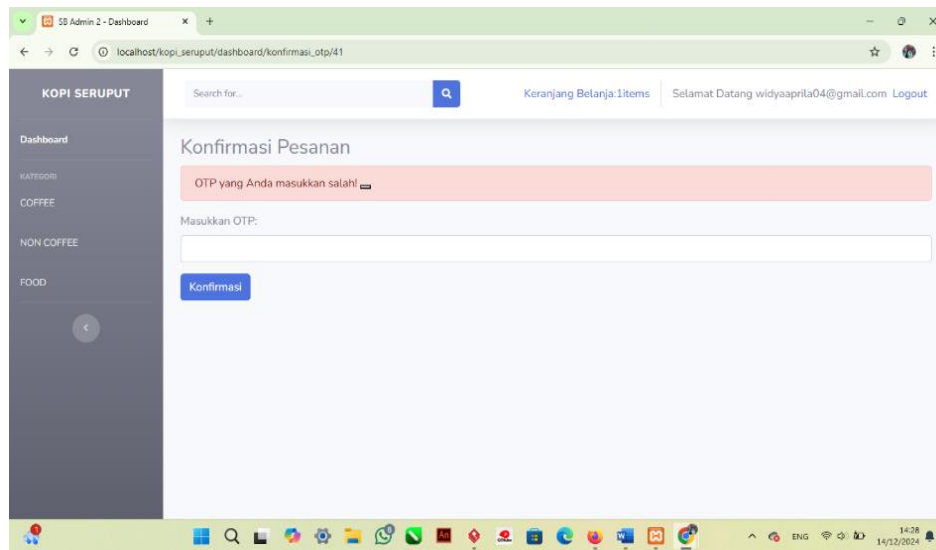 SB Admin 2 - Dashboard
localhost/kopi_seruput/dashboard/konfirmasi_otp/41
KOPI SERUPUT
Search for...
Keranjang Belanja:1items
Selamat Datang widyaaprila04@gmail.com Logout
Dashboard
KATEGORI
COFFEE
NON COFFEE
FOOD
Konfirmasi Pesanan
OTP yang Anda masukkan salah!
Masukkan OTP:
Konfirmasi
ENG
14:28
14/12/2024